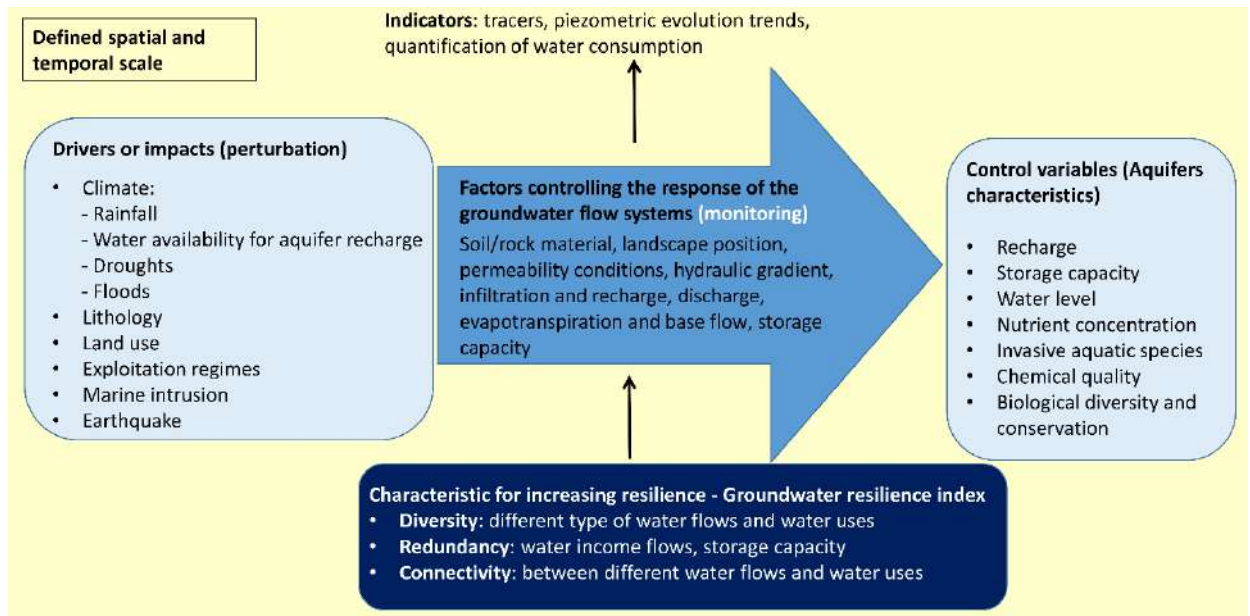 Defined spatial and
temporal scale
Indicators: tracers, piezometric evolution trends,
quantification of water consumption
Drivers or impacts (perturbation)
• Climate:
- Rainfall
- Water availability for aquifer recharge
- Droughts
- Floods
• Lithology
• Land use
• Exploitation regimes
• Marine intrusion
• Earthquake
Factors controlling the response of the
groundwater flow systems (monitoring)
Soil/rock material, landscape position,
permeability conditions, hydraulic gradient,
infiltration and recharge, discharge,
evapotranspiration and base flow, storage
capacity
Control variables (Aquifers
characteristics)
• Recharge
• Storage capacity
• Water level
• Nutrient concentration
• Invasive aquatic species
• Chemical quality
• Biological diversity and
conservation
Characteristic for increasing resilience - Groundwater resilience index
• Diversity: different type of water flows and water uses
• Redundancy: water income flows, storage capacity
• Connectivity: between different water flows and water uses